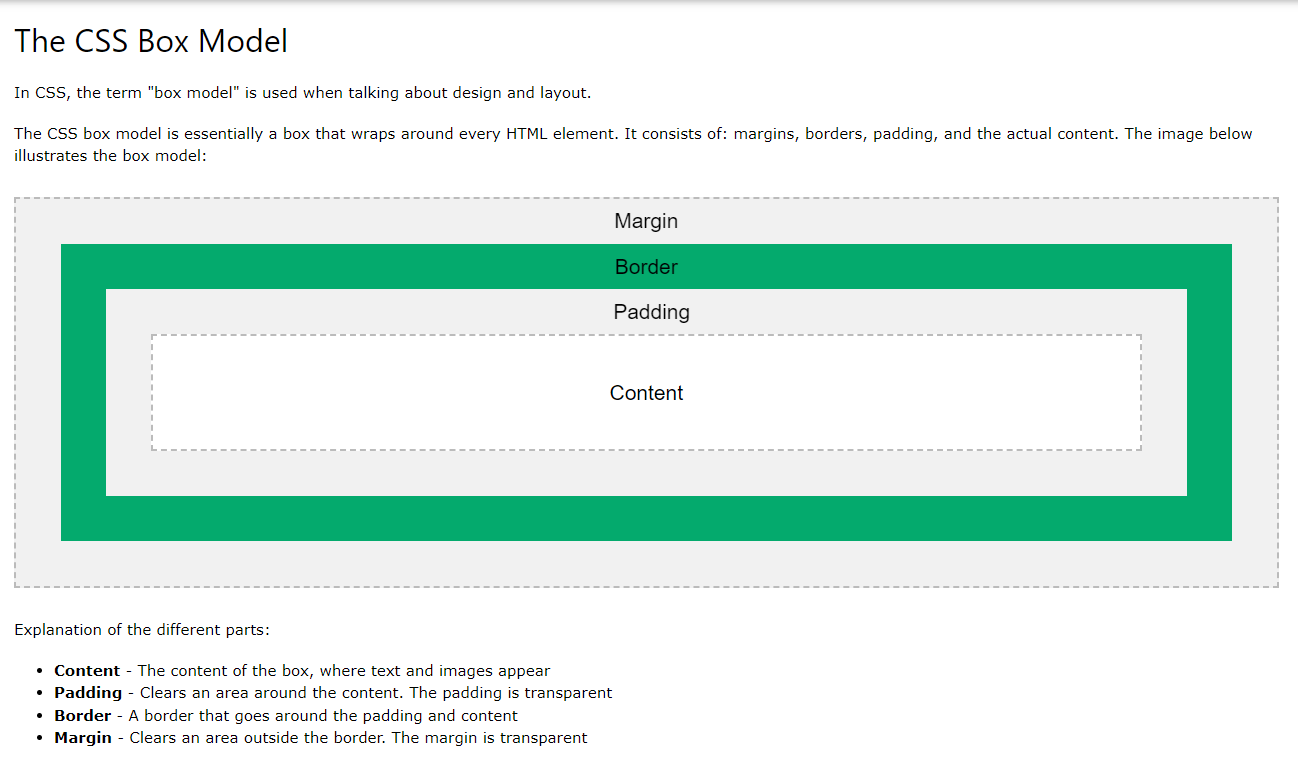 The CSS Box Model
In CSS, the term "box model" is used when talking about design and layout.
The CSS box model is essentially a box that wraps around every HTML element. It consists of: margins, borders, padding, and the actual content. The image below
illustrates the box model:
Margin
Border
Padding
Content
Explanation of the different parts:
• Content - The content of the box, where text and images appear
• Padding - Clears an area around the content. The padding is transparent
• Border - A border that goes around the padding and content
• Margin - Clears an area outside the border. The margin is transparent